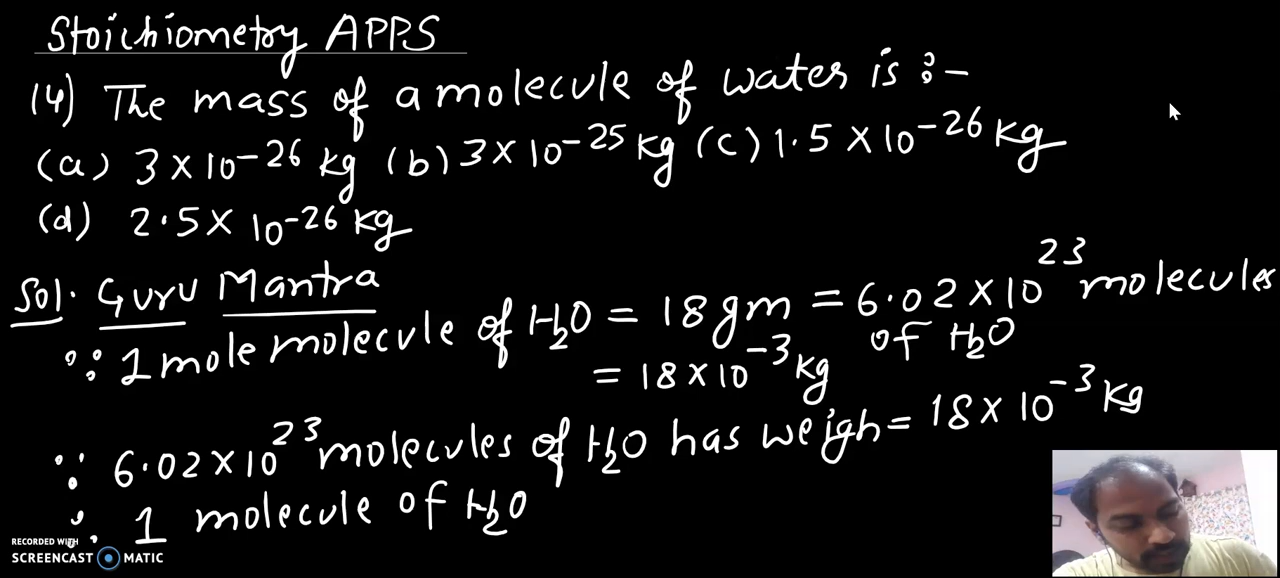 Stoichiometry APPS
14) The mass of a molecule of water is :-
(a) 3×10⁻²⁶ kg (b) 3×10⁻²⁵ kg (c) 1.5×10⁻²⁶ kg
(d) 2.5×10⁻²⁶ kg
Sol. Guru Mantra
∵ 1 mole molecule of H₂O = 18 gm = 6.02×10²³ molecules
of H₂O
= 18×10⁻³ kg
∵ 6.02×10²³ molecules of H₂O has weigh = 18×10⁻³ kg
∴ 1 molecule of H₂O
RECORDED WITH
SCREENCAST MATIC